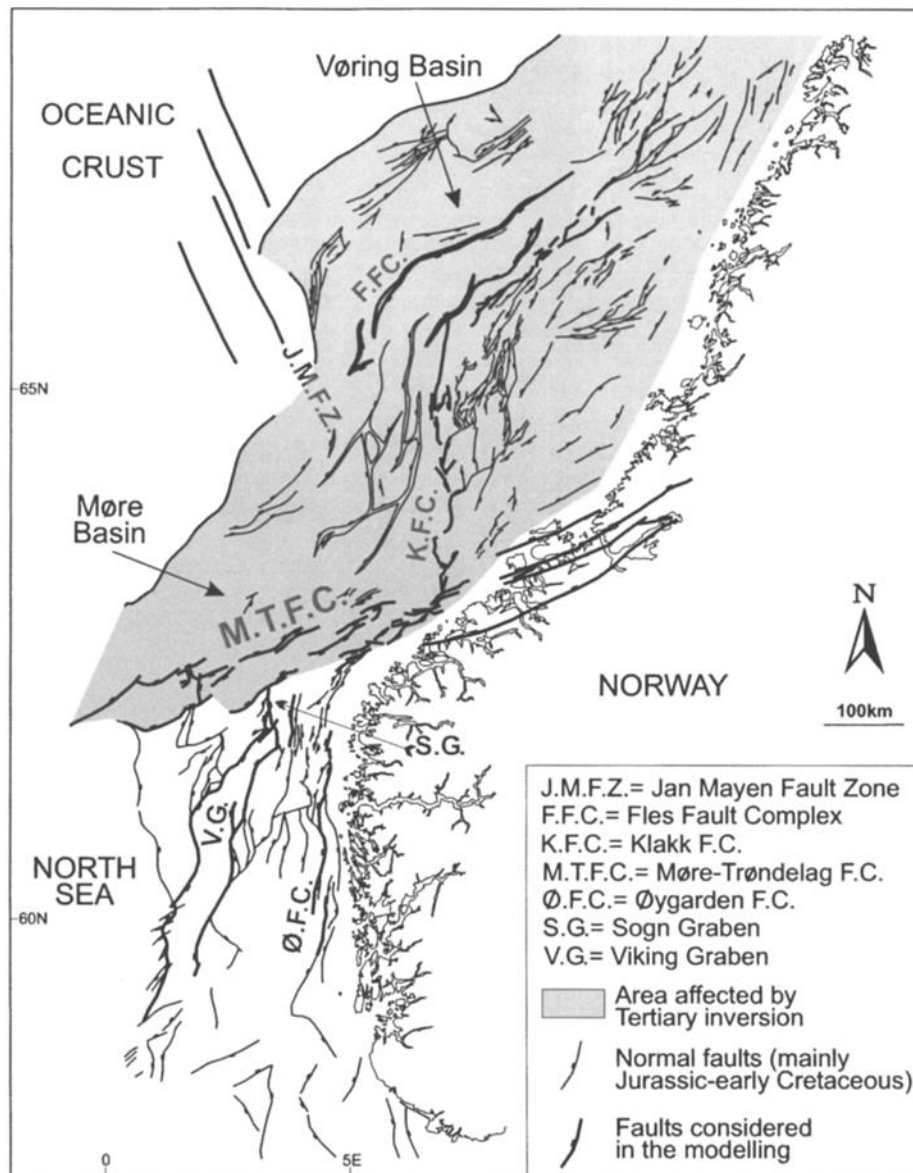 Vøring Basin
OCEANIC
CRUST
F.FC.
J.M.F.Z.
65N
K.F.C.
Møre
Basin
M.T.F.C.
N
NORWAY
100km
S.G.
V.G.
NORTH
SEA
60N
Ø.F.C.
J.M.F.Z.= Jan Mayen Fault Zone
F.F.C.= Fles Fault Complex
K.F.C.= Klakk F.C.
M.T.F.C.= Møre-Trøndelag F.C.
Ø.F.C.= Øygarden F.C.
S.G.= Sogn Graben
V.G.= Viking Graben
Area affected by
Tertiary inversion
Normal faults (mainly
Jurassic-early Cretaceous)
Faults considered
in the modelling
0
5E